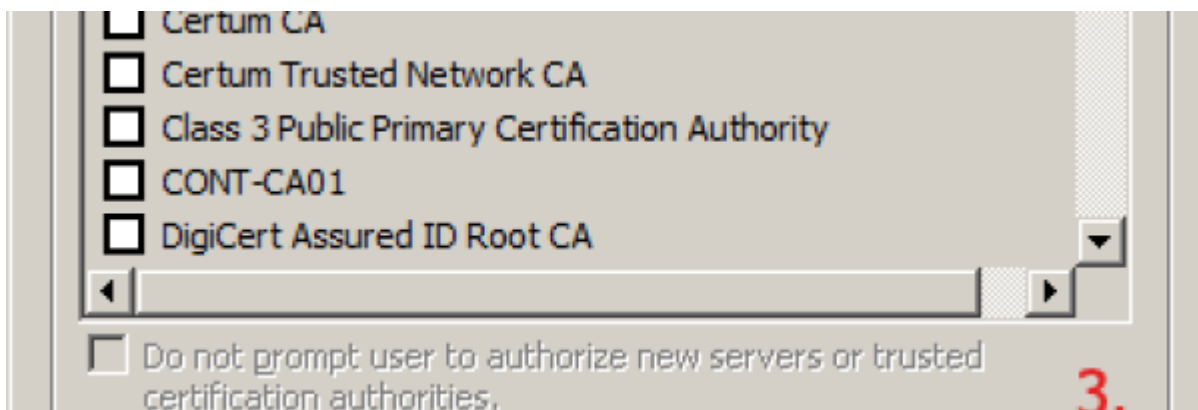 Certum CA
Certum Trusted Network CA
Class 3 Public Primary Certification Authority
CONT-CA01
DigiCert Assured ID Root CA
Do not prompt user to authorize new servers or trusted
certification authorities.
3.